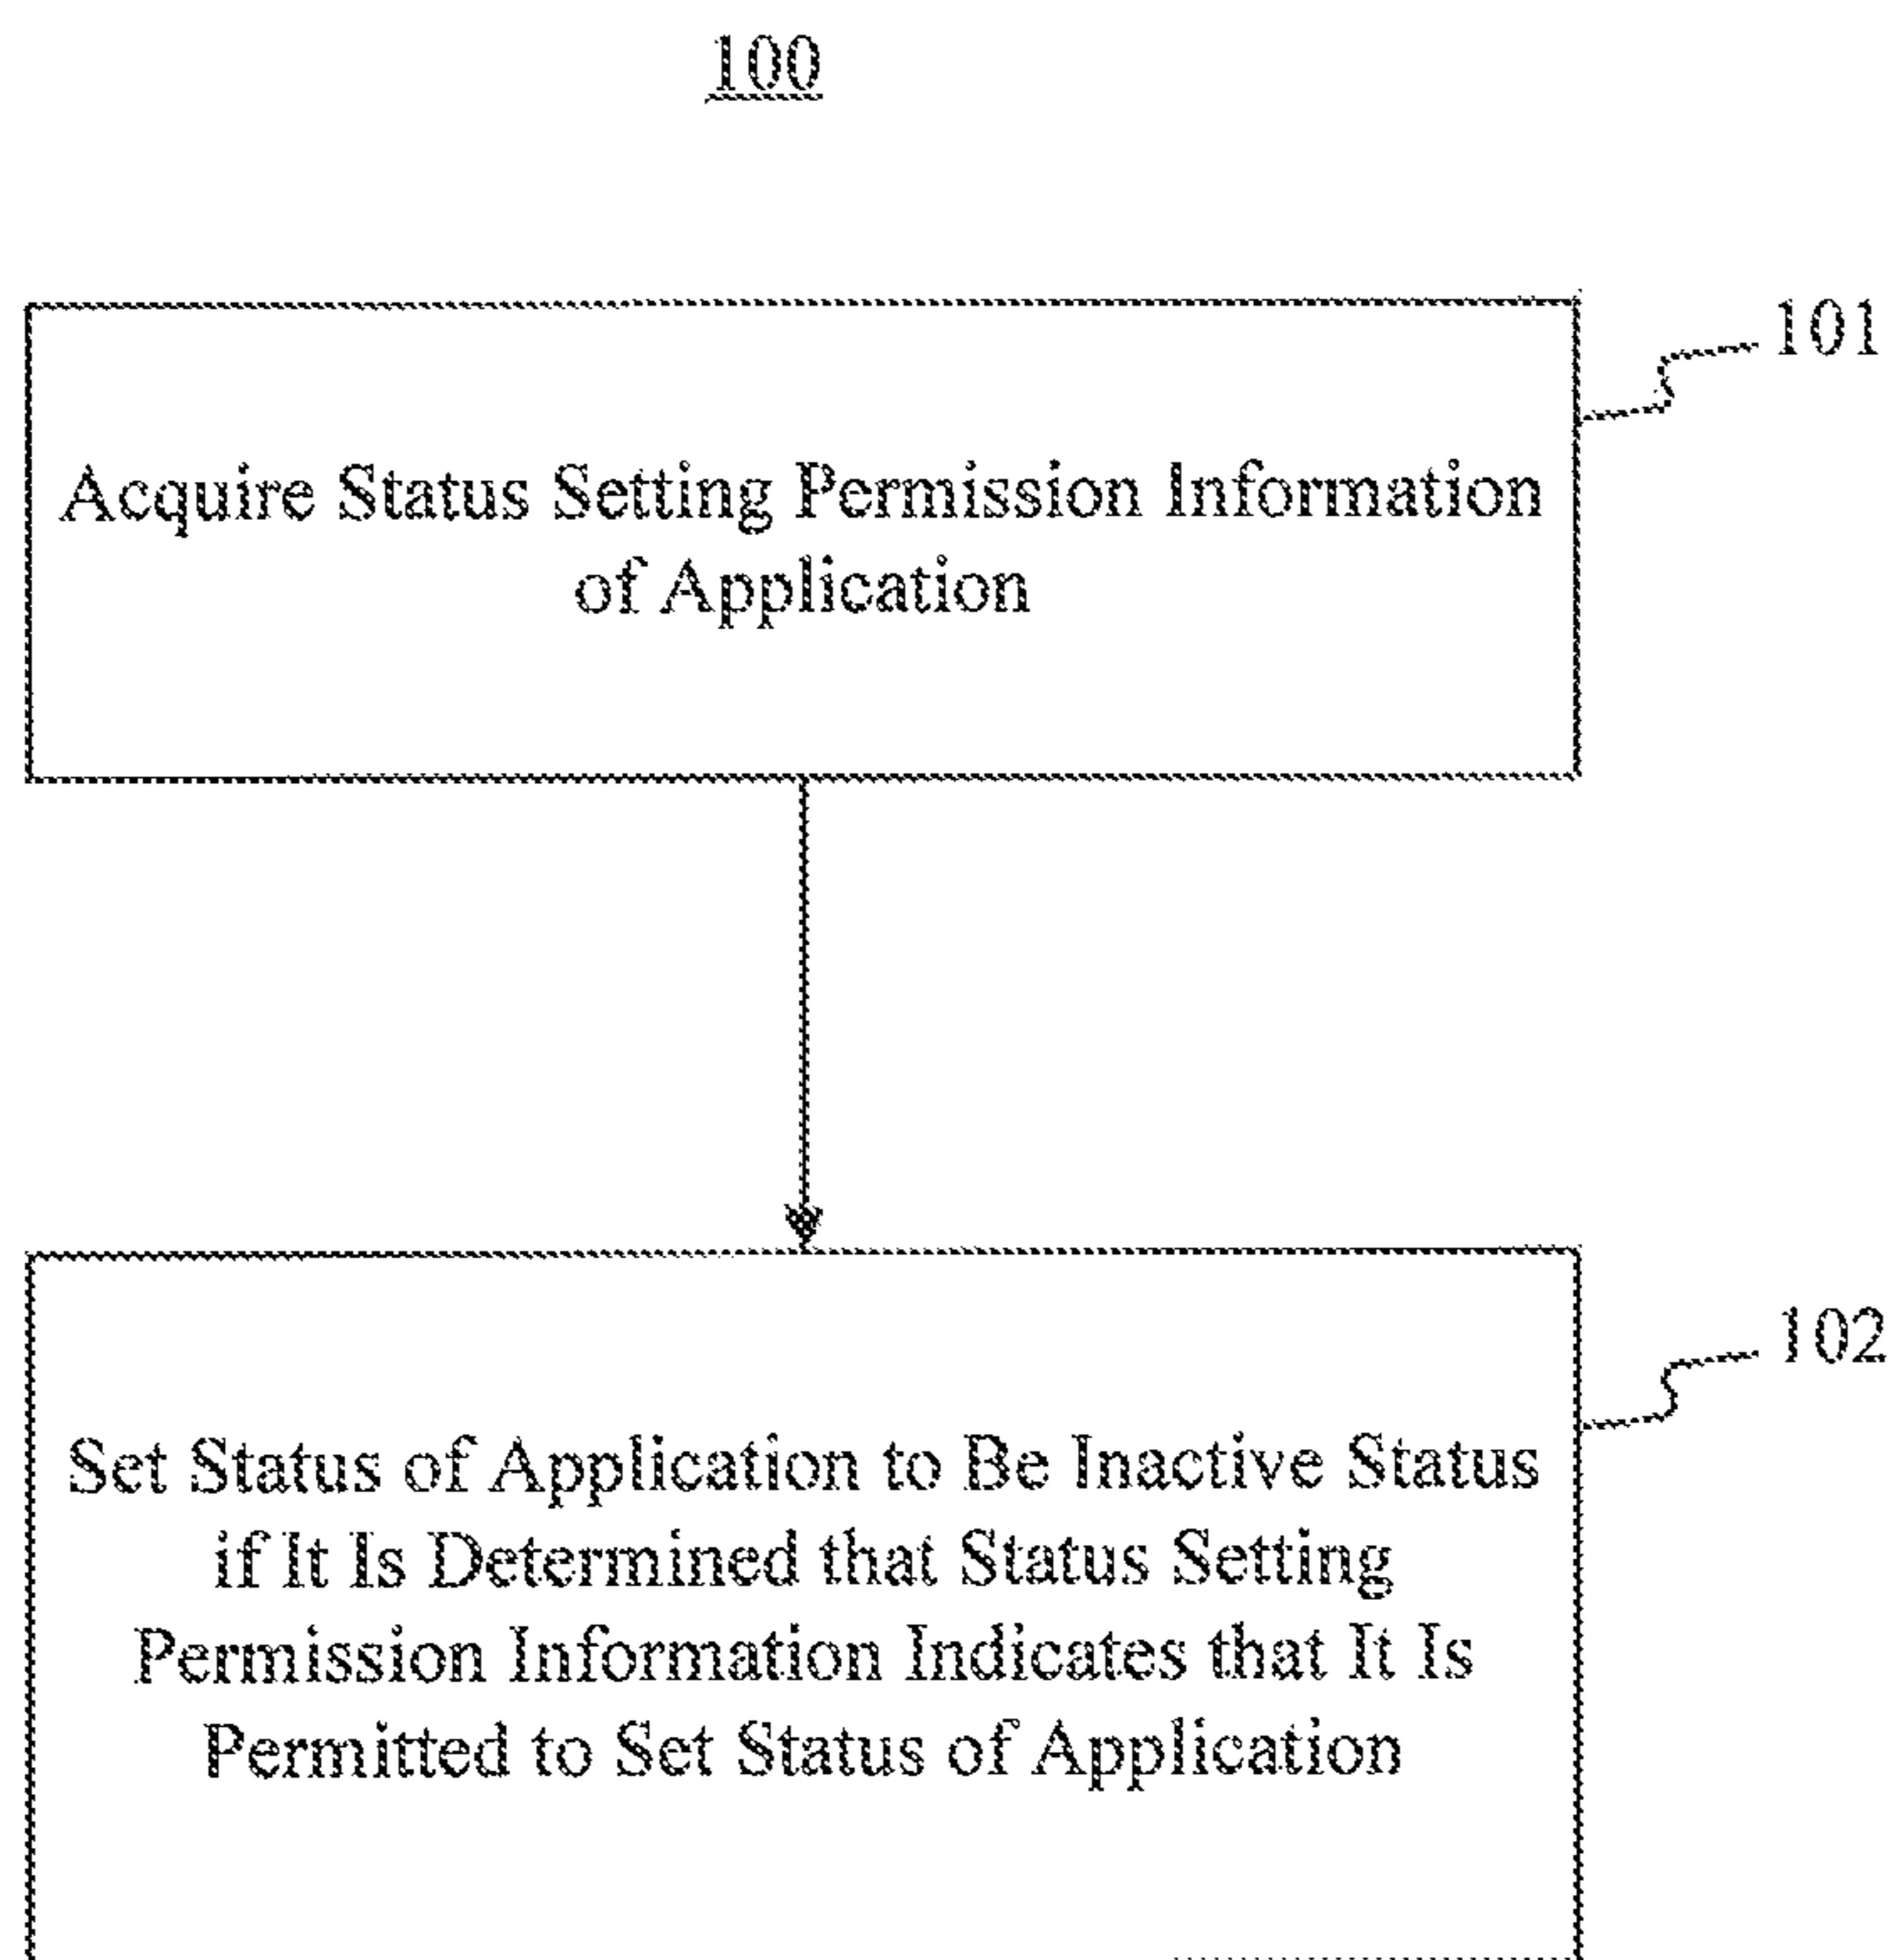 100
101
Acquire Status Setting Permission Information
of Application
102
Set Status of Application to Be Inactive Status
if It Is Determined that Status Setting
Permission Information Indicates that It Is
Permitted to Set Status of Application